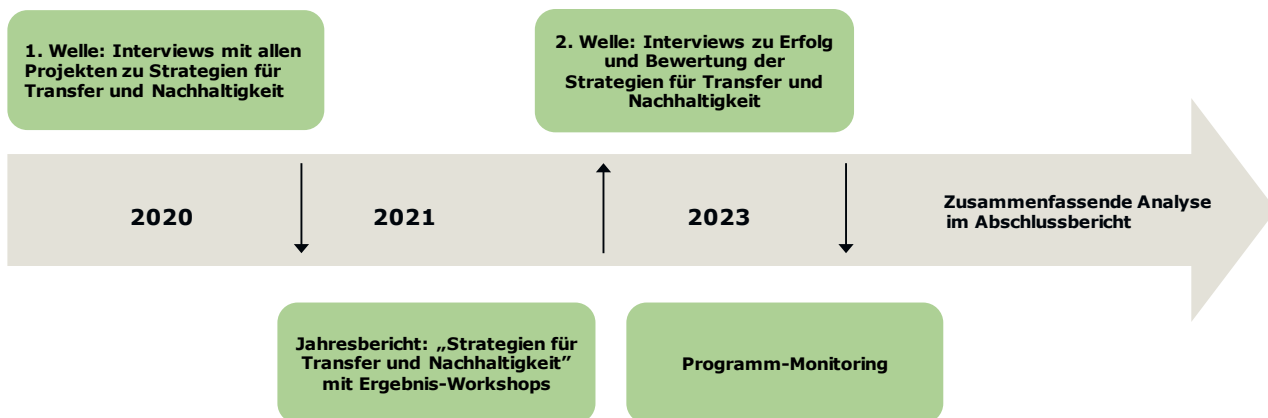 1. Welle: Interviews mit allen
Projekten zu Strategien für
Transfer und Nachhaltigkeit
2. Welle: Interviews zu Erfolg
und Bewertung der
Strategien für Transfer und
Nachhaltigkeit
2020
2021
2023
Zusammenfassende Analyse
im Abschlussbericht
Jahresbericht: „Strategien für
Transfer und Nachhaltigkeit”
mit Ergebnis-Workshops
Programm-Monitoring